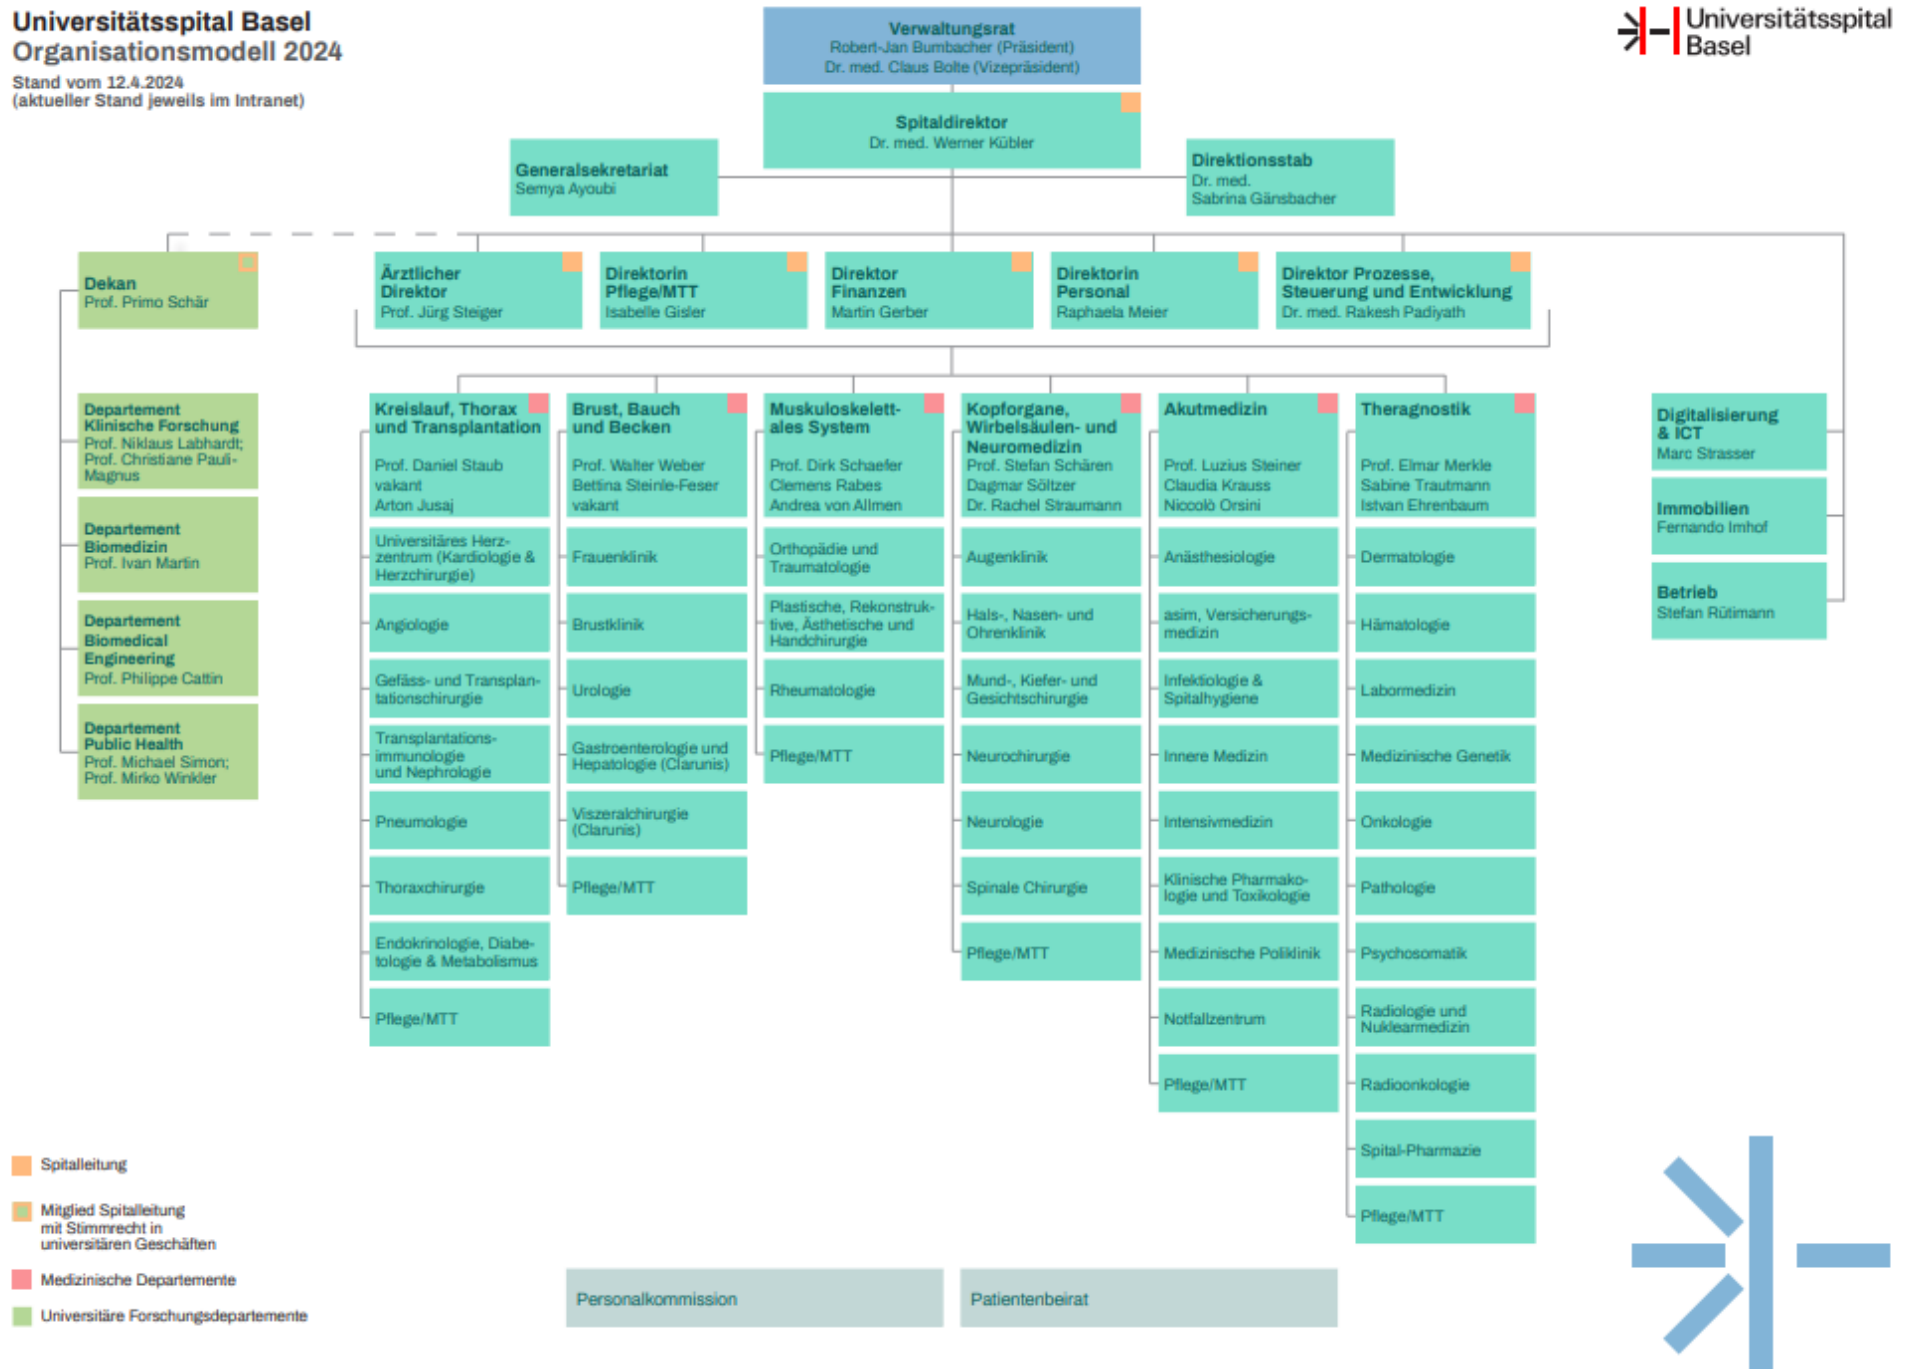 Universitätsspital Basel
Organisationsmodell 2024
Stand vom 12.4.2024
(aktueller Stand jeweils im Intranet)
Universitätsspital
Basel
Verwaltungsrat
Robert-Jan Bumbacher (Präsident)
Dr. med. Claus Bolte (Vizepräsident)
Spitaldirektor
Dr. med. Werner Kübler
Generalsekretariat
Semya Ayoubi
Direktionsstab
Dr. med.
Sabrina Gänsbacher
Dekan
Prof. Primo Schär
Ärztlicher
Direktor
Prof. Jürg Steiger
Direktorin
Pflege/MTT
Isabelle Gisler
Direktor
Finanzen
Martin Gerber
Direktorin
Personal
Raphaela Meier
Direktor Prozesse,
Steuerung und Entwicklung
Dr. med. Rakesh Padiyath
Departement
Klinische Forschung
Prof. Niklaus Labhardt;
Prof. Christiane Pauli-
Magnus
Departement
Biomedizin
Prof. Ivan Martin
Departement
Biomedical
Engineering
Prof. Philippe Cattin
Departement
Public Health
Prof. Michael Simon;
Prof. Mirko Winkler
Kreislauf, Thorax
und Transplantation
Prof. Daniel Staub
vakant
Arton Jusaj
Universitäres Herz-
zentrum (Kardiologie &
Herzchirurgie)
Angiologie
Gefäss- und Transplan-
tationschirurgie
Transplantations-
immunologie
und Nephrologie
Pneumologie
Thoraxchirurgie
Endokrinologie, Diabe-
tologie & Metabolismus
Pflege/MTT
Brust, Bauch
und Becken
Prof. Walter Weber
Bettina Steinle-Feser
vakant
Frauenklinik
Brustklinik
Urologie
Gastroenterologie und
Hepatologie (Clarunis)
Viszeralchirurgie
(Clarunis)
Pflege/MTT
Muskuloskelett-
ales System
Prof. Dirk Schaefer
Clemens Rabes
Andrea von Allmen
Orthopädie und
Traumatologie
Plastische, Rekonstruk-
tive, Ästhetische und
Handchirurgie
Rheumatologie
Pflege/MTT
Kopforgane,
Wirbelsäulen- und
Neuromedizin
Prof. Stefan Schären
Dagmar Söltzer
Dr. Rachel Straumann
Augenklinik
Hals-, Nasen- und
Ohrenklinik
Mund-, Kiefer- und
Gesichtschirurgie
Neurochirurgie
Neurologie
Spinale Chirurgie
Pflege/MTT
Akutmedizin
Prof. Luzius Steiner
Claudia Krauss
Niccolò Orsini
Anästhesiologie
asim, Versicherungs-
medizin
Infektiologie &
Spitalhygiene
Innere Medizin
Intensivmedizin
Klinische Pharmako-
logie und Toxikologie
Medizinische Poliklinik
Notfallzentrum
Pflege/MTT
Theragnostik
Prof. Elmar Merkle
Sabine Trautmann
Istvan Ehrenbaum
Dermatologie
Hämatologie
Labormedizin
Medizinische Genetik
Onkologie
Pathologie
Psychosomatik
Radiologie und
Nuklearmedizin
Radioonkologie
Spital-Pharmazie
Pflege/MTT
Digitalisierung
& ICT
Marc Strasser
Immobilien
Fernando Imhof
Betrieb
Stefan Rütimann
Spitalleitung
Mitglied Spitalleitung
mit Stimmrecht in
universitären Geschäften
Medizinische Departemente
Universitäre Forschungsdepartemente
Personalkommission
Patientenbeirat